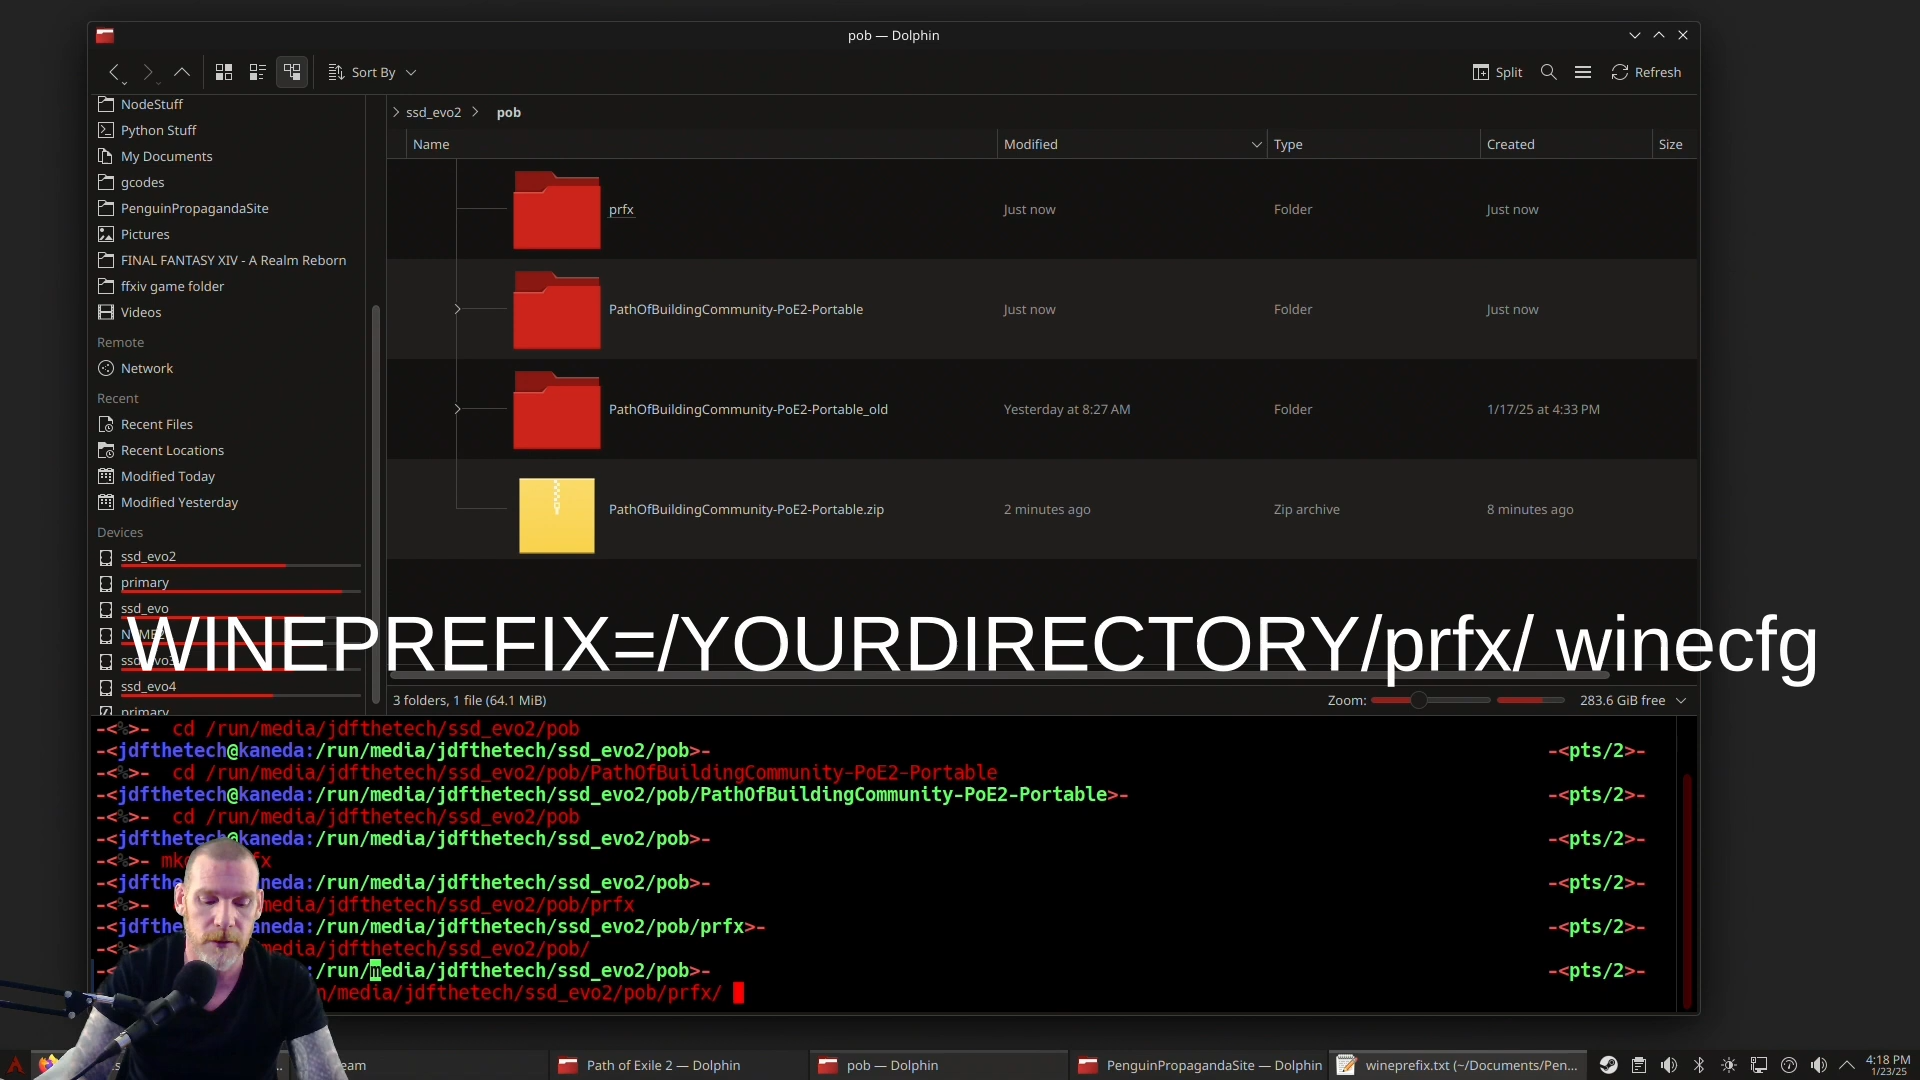 pob — Dolphin
Sort By
Split
Refresh
NodeStuff
Python Stuff
My Documents
gcodes
PenguinPropagandaSite
Pictures
FINAL FANTASY XIV - A Realm Reborn
ffxiv game folder
Videos
Remote
Network
Recent
Recent Files
Recent Locations
Modified Today
Modified Yesterday
Devices
ssd_evo2
primary
ssd_evo
ssd_evo4
primary
ssd_evo2 > pob
Name Modified Type Created Size
prfx Just now Folder Just now
PathOfBuildingCommunity-PoE2-Portable Just now Folder Just now
PathOfBuildingCommunity-PoE2-Portable_old Yesterday at 8:27 AM Folder 1/17/25 at 4:33 PM
PathOfBuildingCommunity-PoE2-Portable.zip 2 minutes ago Zip archive 8 minutes ago
WINEPREFIX=/YOURDIRECTORY/prfx/ winecfg
3 folders, 1 file (64.1 MiB) Zoom: 283.6 GiB free
-<%>- cd /run/media/jdfthetech/ssd_evo2/pob
-<jdfthetech@kaneda:/run/media/jdfthetech/ssd_evo2/pob>- -<pts/2>-
-<%>- cd /run/media/jdfthetech/ssd_evo2/pob/PathOfBuildingCommunity-PoE2-Portable
-<jdfthetech@kaneda:/run/media/jdfthetech/ssd_evo2/pob/PathOfBuildingCommunity-PoE2-Portable>- -<pts/2>-
-<%>- cd /run/media/jdfthetech/ssd_evo2/pob
-<jdfthetech@kaneda:/run/media/jdfthetech/ssd_evo2/pob>- -<pts/2>-
-<%>-
neda:/run/media/jdfthetech/ssd_evo2/pob>- -<pts/2>-
-<%>- media/jdfthetech/ssd_evo2/pob/prfx
aneda:/run/media/jdfthetech/ssd_evo2/pob/prfx>- -<pts/2>-
media/jdfthetech/ssd_evo2/pob/
:/run/media/jdfthetech/ssd_evo2/pob>- -<pts/2>-
/media/jdfthetech/ssd_evo2/pob/prfx/
eam
Path of Exile 2 — Dolphin
pob — Dolphin
PenguinPropagandaSite — Dolphin
wineprefix.txt (~/Documents/Pen...
4:18 PM
1/23/25